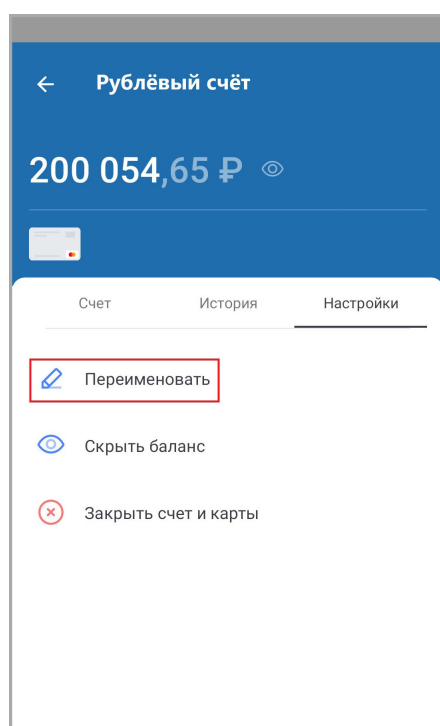 Рублёвый счёт
200 054,65 ₽
Счет История Настройки
Переименовать
Скрыть баланс
Закрыть счет и карты